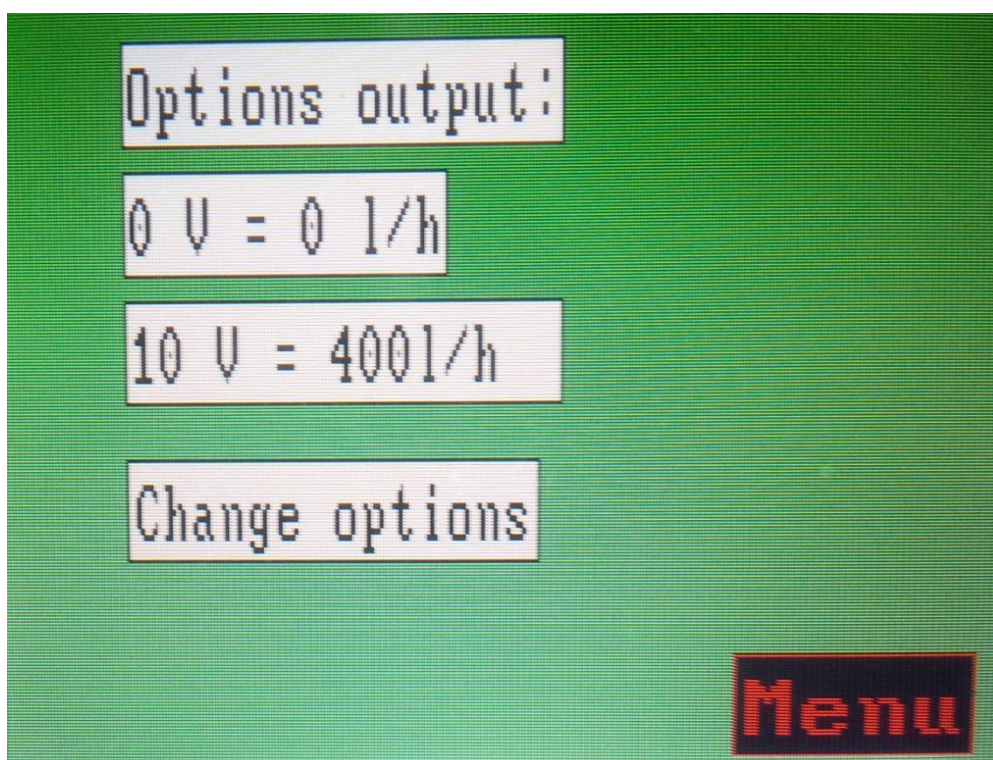 Options output:
0 V = 0 l/h
10 V = 400l/h
Change options
Menu